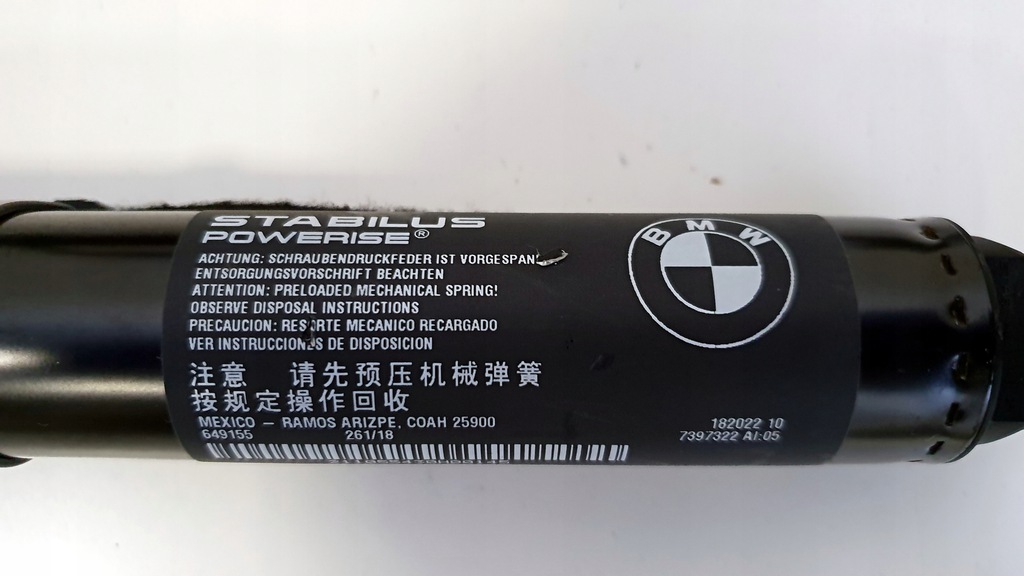 STABILUS
POWERISE®
ACHTUNG: SCHRAUBENDRUCKFEDER IST
ENTSORGUNGSVORSCHRIFT BEACHTEN
ATTENTION: PRELOADED MECHANICAL SPRING!
OBSERVE DISPOSAL INSTRUCTIONS
PRECAUCION: RESORTE MECANICO RECARGADO
VER INSTRUCCIONES DE DISPOSICION
注意 请先预压机械弹簧
按规定操作回收
MEXICO – RAMOS ARIZPE, COAH 25900
649155 261/18
BMW
182022 10
7397322 AI:05